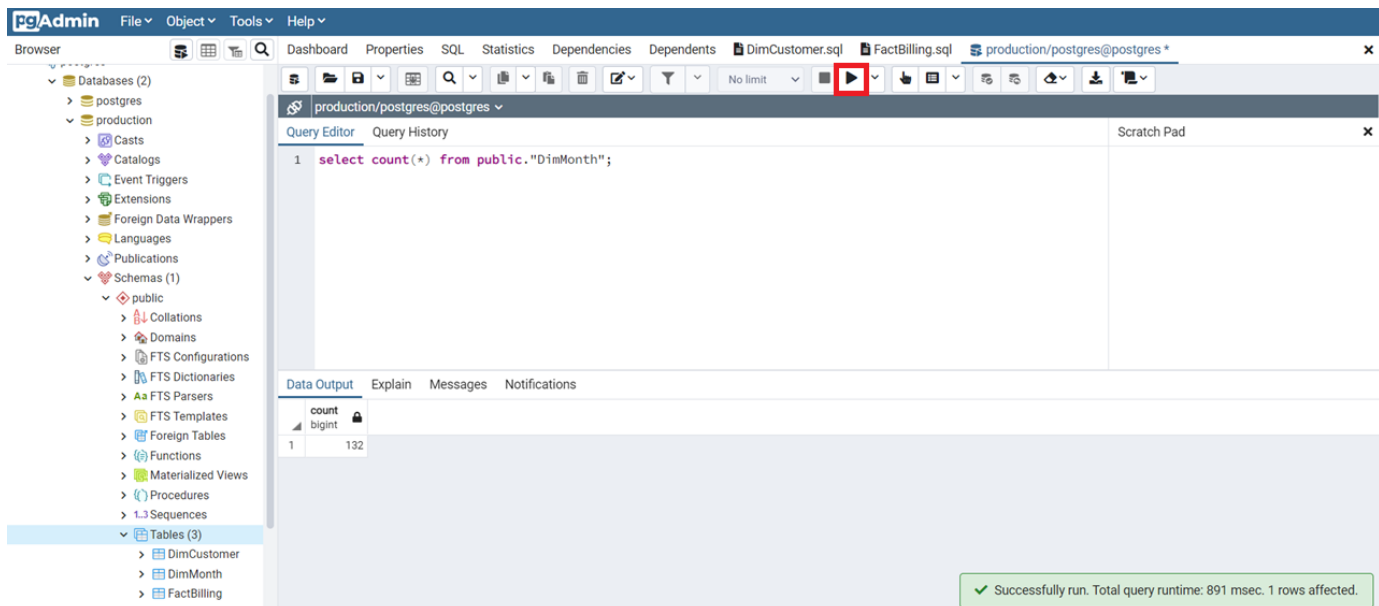 pgAdmin File Object Tools Help
Browser
Dashboard Properties SQL Statistics Dependencies Dependents DimCustomer.sql FactBilling.sql production/postgres@postgres *
Databases (2)
postgres
production
Casts
Catalogs
Event Triggers
Extensions
Foreign Data Wrappers
Languages
Publications
Schemas (1)
public
Collations
Domains
FTS Configurations
FTS Dictionaries
Aa FTS Parsers
FTS Templates
Foreign Tables
Functions
Materialized Views
Procedures
1..3 Sequences
Tables (3)
DimCustomer
DimMonth
FactBilling
No limit
production/postgres@postgres
Query Editor Query History
Scratch Pad
1 select count(*) from public."DimMonth";
Data Output Explain Messages Notifications
count
bigint
1 132
Successfully run. Total query runtime: 891 msec. 1 rows affected.